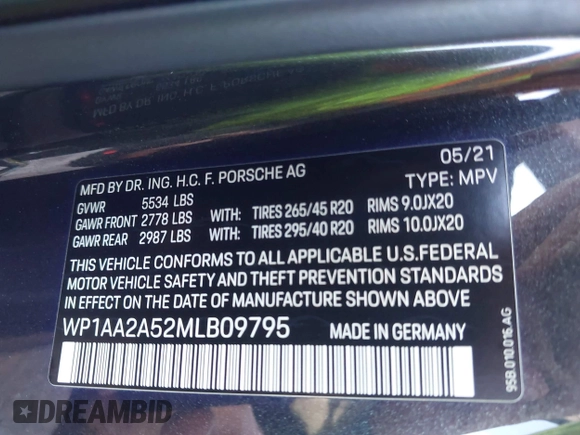 MFD BY DR. ING. H.C. F. PORSCHE AG 05/21
GVWR 5534 LBS TYPE: MPV
GAWR FRONT 2778 LBS WITH: TIRES 265/45 R20 RIMS 9.0JX20
GAWR REAR 2987 LBS WITH: TIRES 295/40 R20 RIMS 10.0JX20
THIS VEHICLE CONFORMS TO ALL APPLICABLE U.S.FEDERAL
MOTOR VEHICLE SAFETY AND THEFT PREVENTION STANDARDS
IN EFFECT ON THE DATE OF MANUFACTURE SHOWN ABOVE.
WP1AA2A52MLB09795 MADE IN GERMANY
95B.010.016.AG
DREAMBID